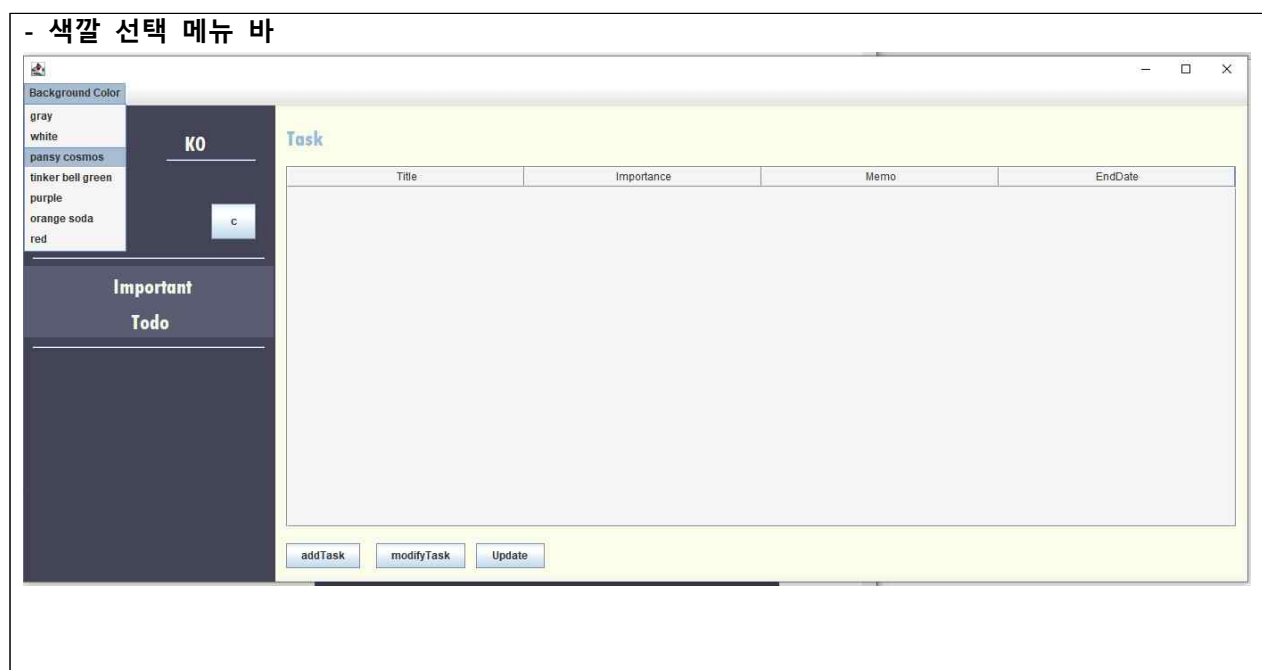 - 색깔 선택 메뉴 바
Background Color
gray
white
pansy cosmos
tinker bell green
purple
orange soda
red
KO
c
Important
Todo
Task
Title Importance Memo EndDate
addTask modifyTask Update